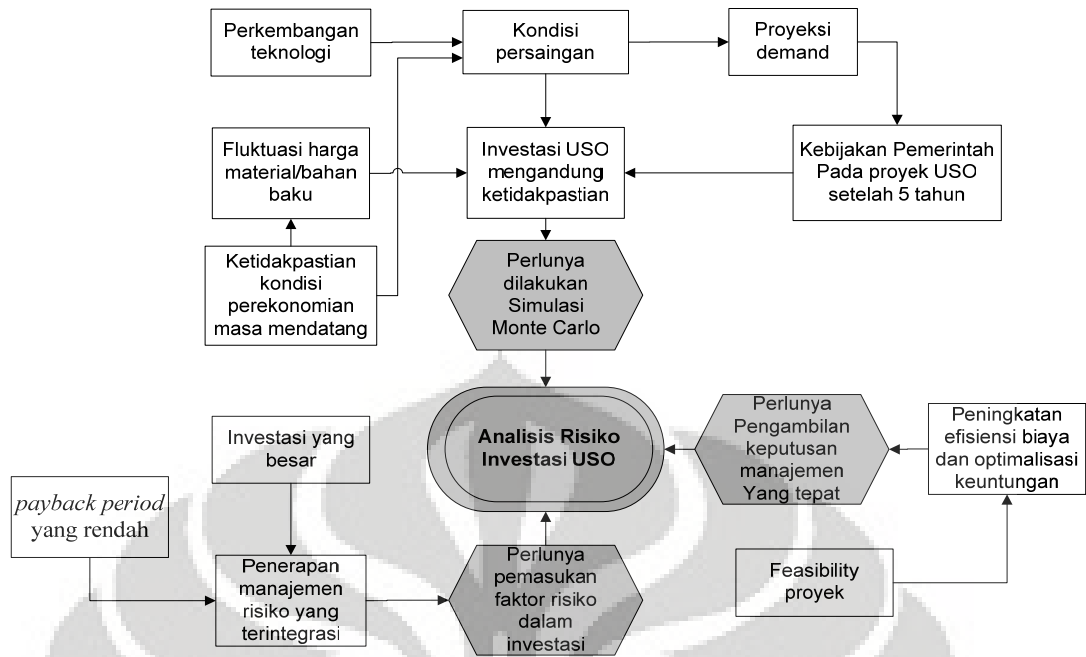 Perkembangan
teknologi
Kondisi
persaingan
Proyeksi
demand
Fluktuasi harga
material/bahan
baku
Investasi USO
mengandung
ketidakpastian
Kebijakan Pemerintah
Pada proyek USO
setelah 5 tahun
Ketidakpastian
kondisi
perekonomian
masa mendatang
Perlunya
dilakukan
Simulasi
Monte Carlo
Investasi yang
besar
Analisis Risiko
Investasi USO
Perlunya
Pengambilan
keputusan
manajemen
Yang tepat
Peningkatan
efisiensi biaya
dan optimalisasi
keuntungan
payback period
yang rendah
Penerapan
manajemen
risiko yang
terintegrasi
Perlunya
pemasukan
faktor risiko
dalam
investasi
Feasibility
proyek